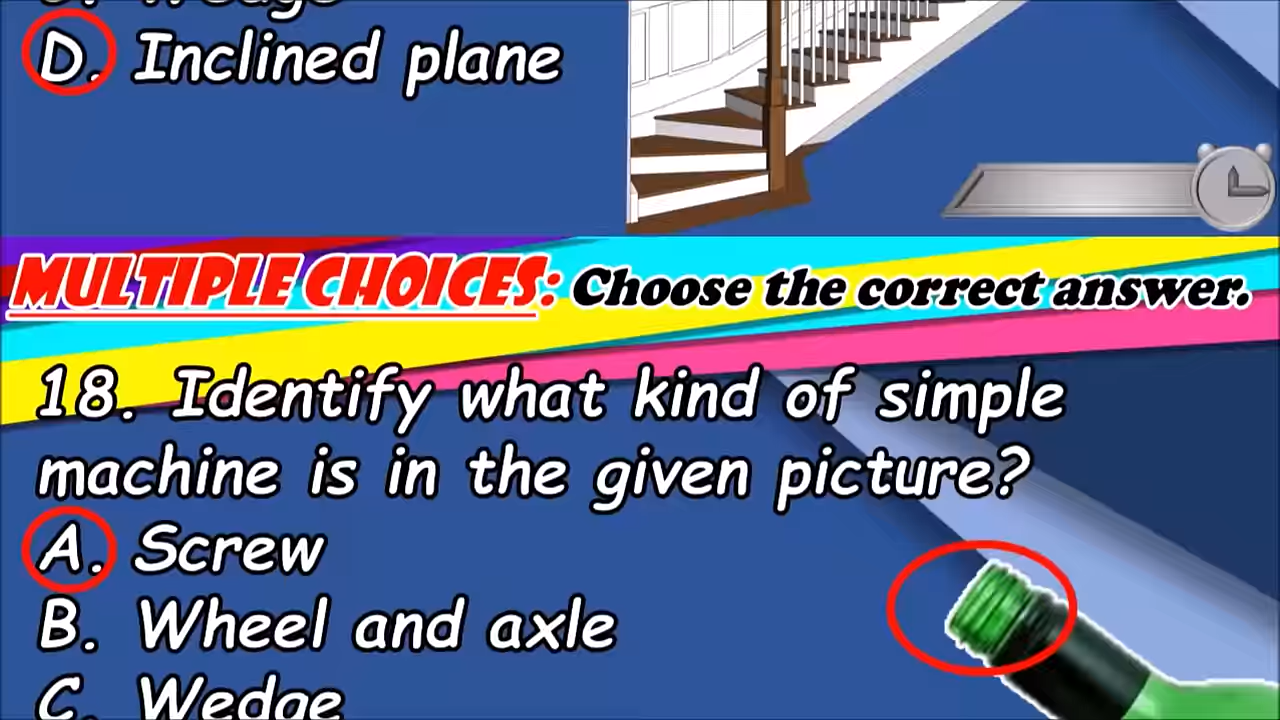 D. Inclined plane
MULTIPLE CHOICES: Choose the correct answer.
18. Identify what kind of simple
machine is in the given picture?
A. Screw
B. Wheel and axle
C. Wedge